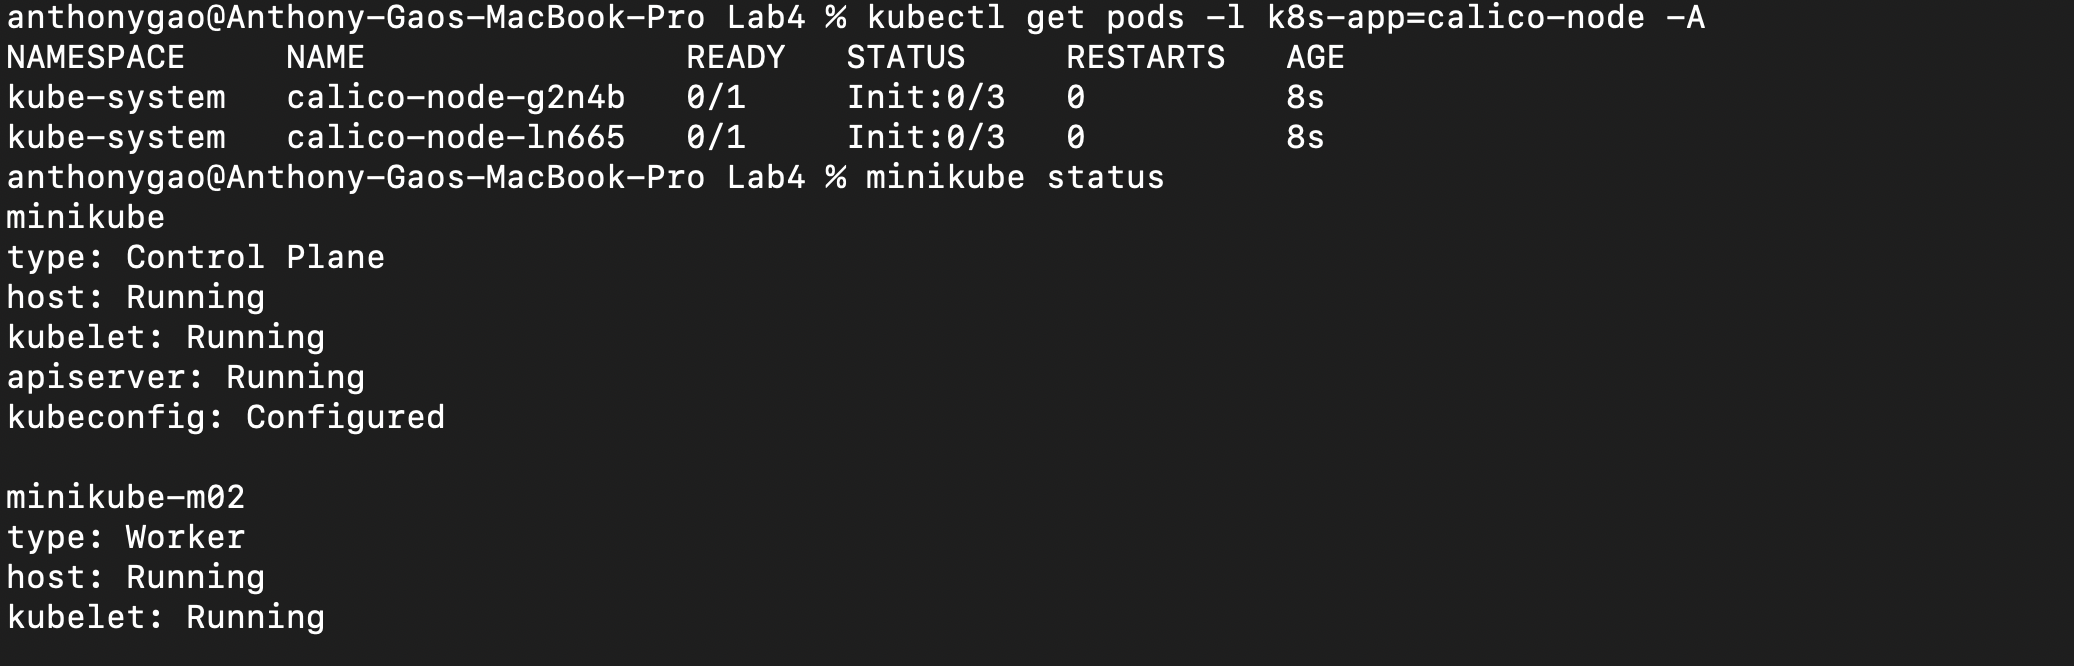 anthonygao@Anthony-Gaos-MacBook-Pro Lab4 % kubectl get pods -l k8s-app=calico-node -A
NAMESPACE     NAME                READY   STATUS     RESTARTS   AGE
kube-system   calico-node-g2n4b   0/1     Init:0/3   0          8s
kube-system   calico-node-ln665   0/1     Init:0/3   0          8s
anthonygao@Anthony-Gaos-MacBook-Pro Lab4 % minikube status
minikube
type: Control Plane
host: Running
kubelet: Running
apiserver: Running
kubeconfig: Configured

minikube-m02
type: Worker
host: Running
kubelet: Running